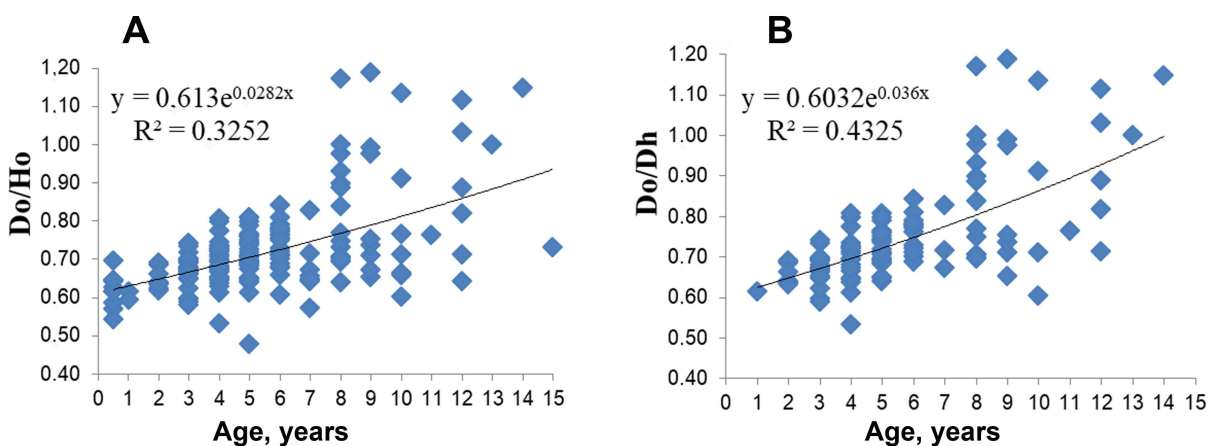 A
Do/Ho
1.20
1.10
1.00
0.90
0.80
0.70
0.60
0.50
0.40
y = 0.613e^0.0282x
R² = 0.3252
0 1 2 3 4 5 6 7 8 9 10 11 12 13 14 15
Age, years
B
Do/Dh
1.20
1.10
1.00
0.90
0.80
0.70
0.60
0.50
0.40
y = 0.6032e^0.036x
R² = 0.4325
0 1 2 3 4 5 6 7 8 9 10 11 12 13 14 15
Age, years